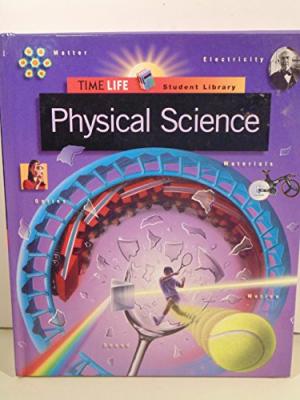 Matter
Electricity
TIME LIFE Student Library
Physical Science
Materials
Optics
Motion
Sound